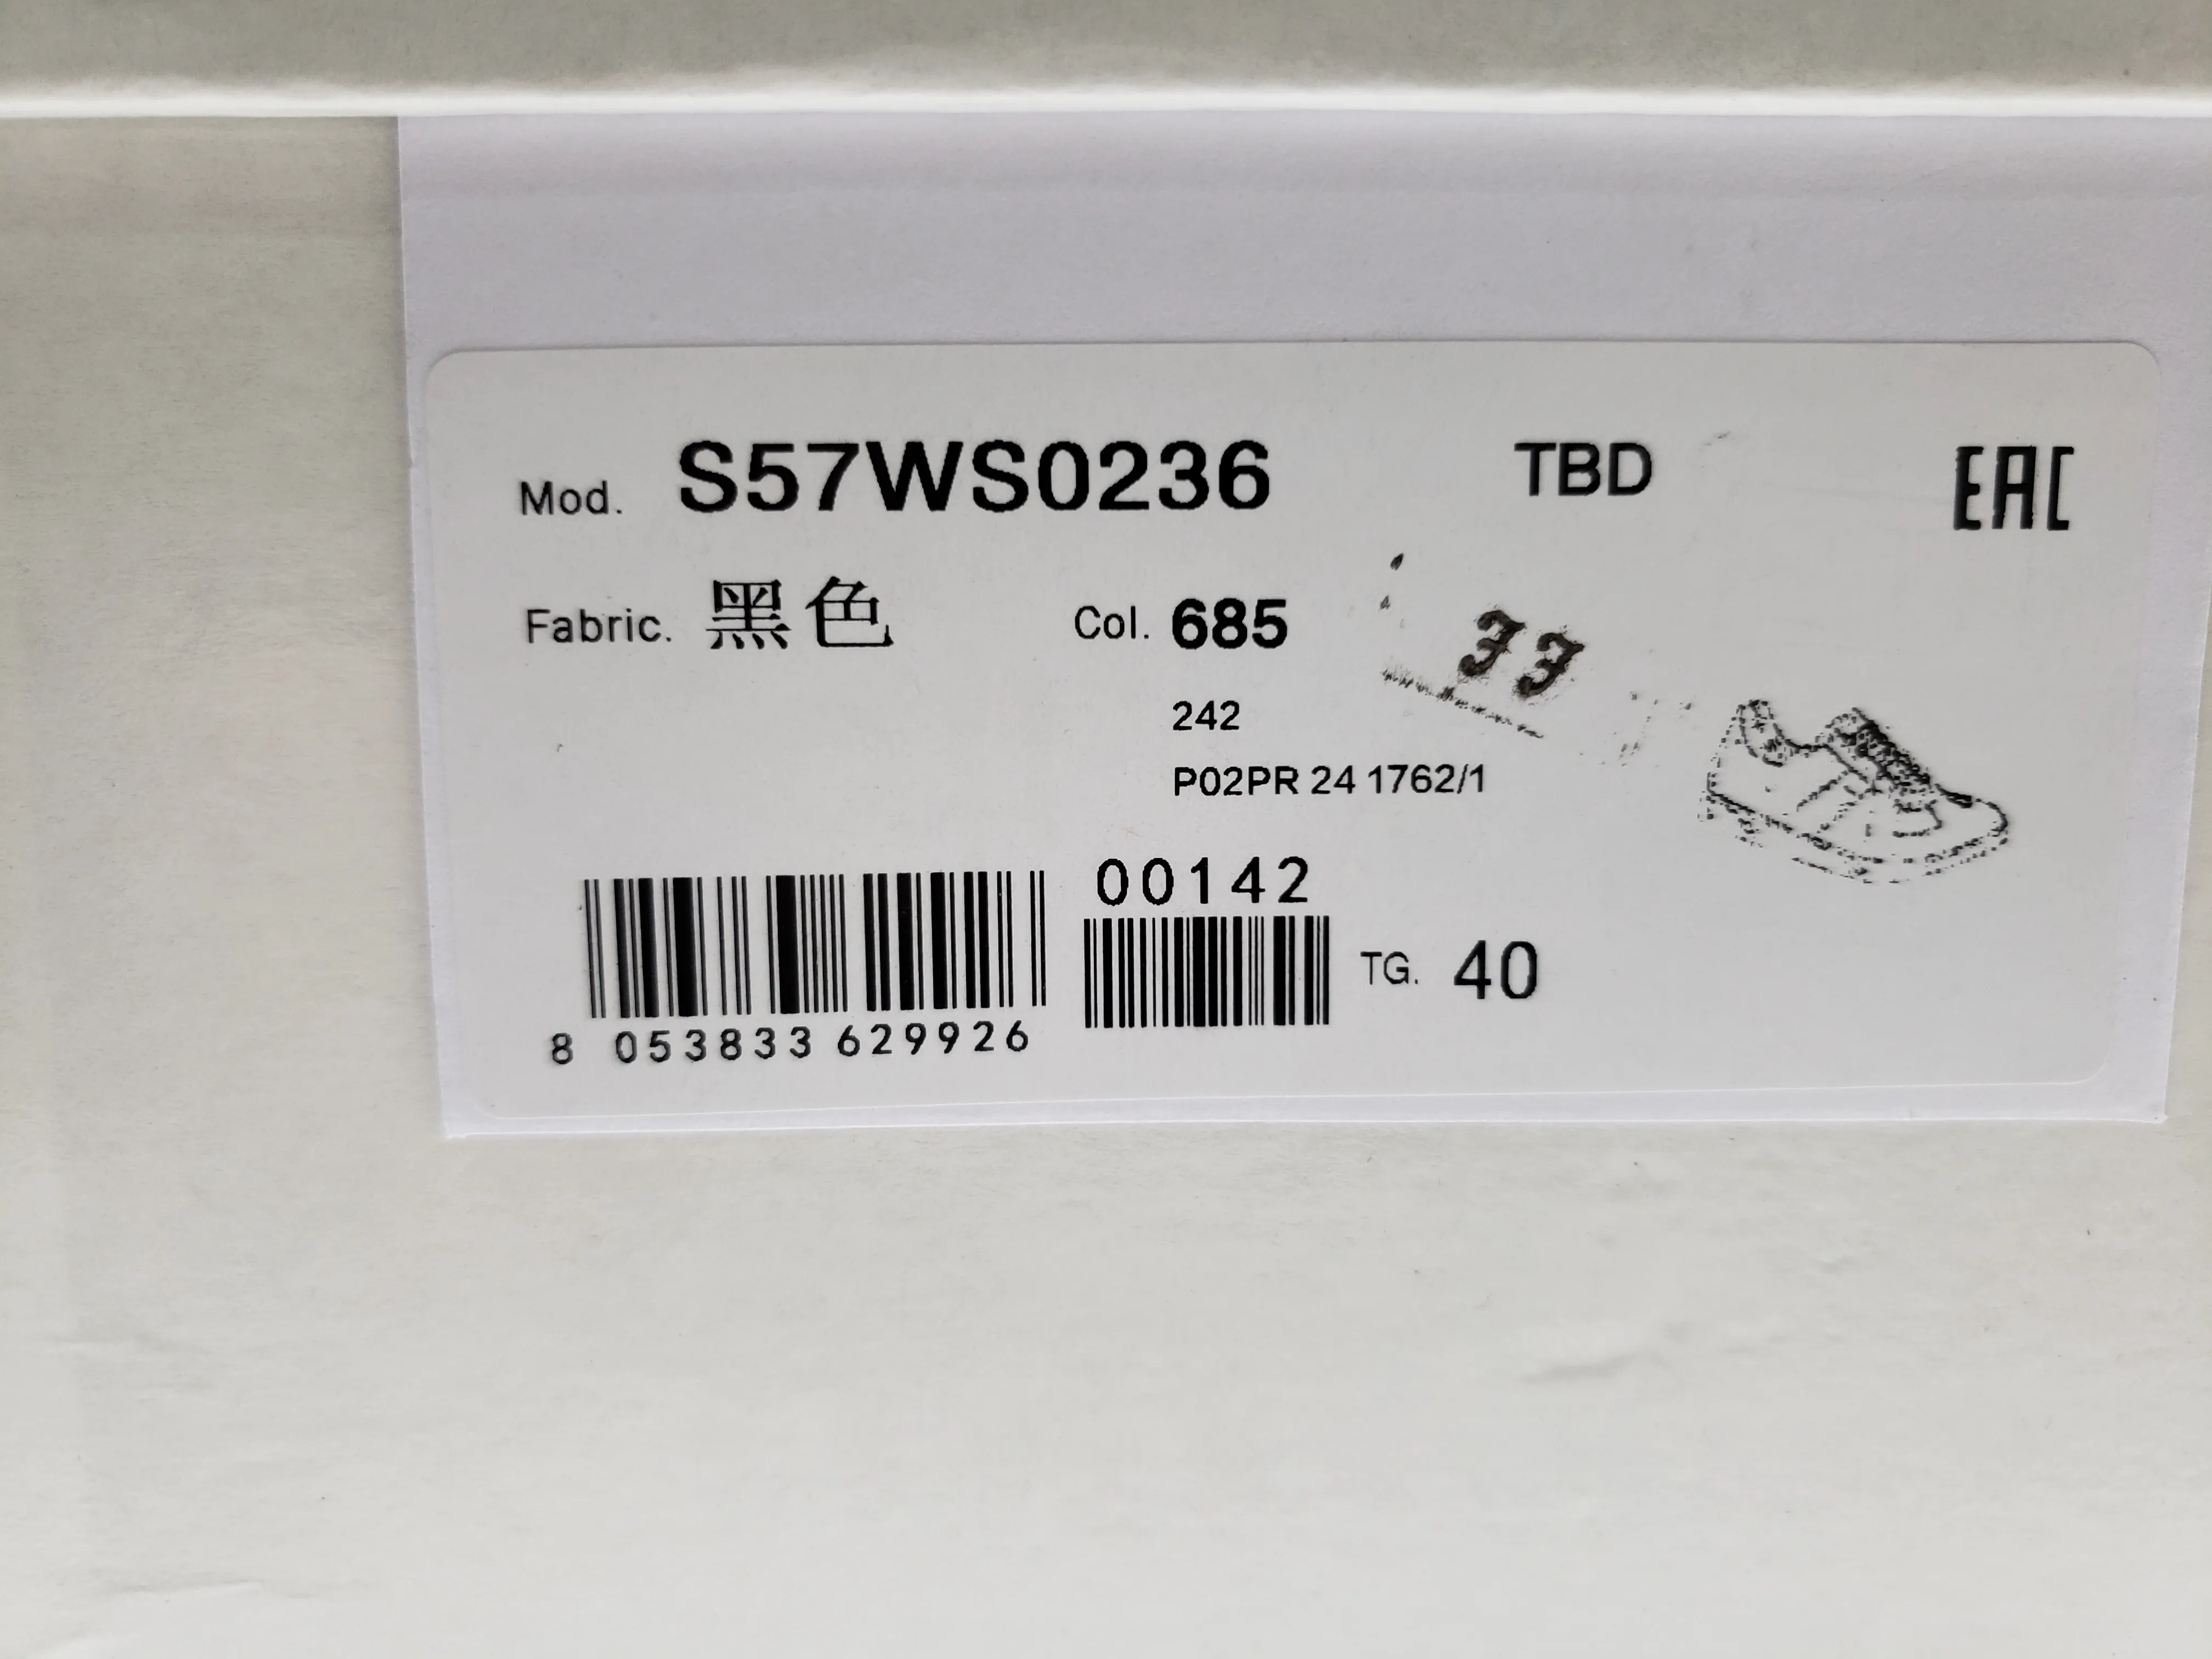 Mod. S57WS0236 TBD EAC
Fabric. 黑色 Col. 685
33
242
P02PR 24 1762/1
00142
TG. 40
8 053833 629926